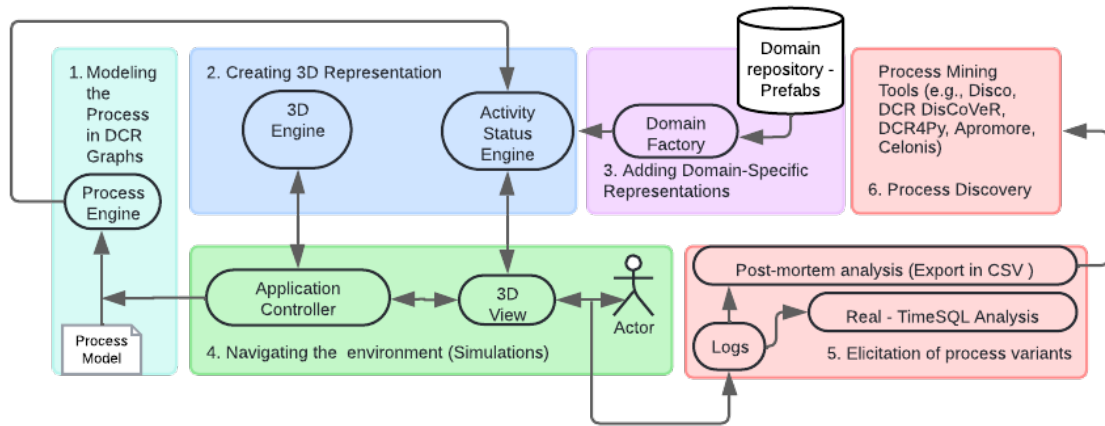 1. Modeling
the
Process
in DCR
Graphs
Process
Engine
Process
Model
2. Creating 3D Representation
3D
Engine
Activity
Status
Engine
Domain
repository -
Prefabs
Domain
Factory
3. Adding Domain-Specific
Representations
Process Mining
Tools (e.g., Disco,
DCR DisCoVeR,
DCR4Py, Apromore,
Celonis)
6. Process Discovery
Application
Controller
3D
View
Actor
4. Navigating the environment (Simulations)
Post-mortem analysis (Export in CSV )
Real - TimeSQL Analysis
Logs
5. Elicitation of process variants